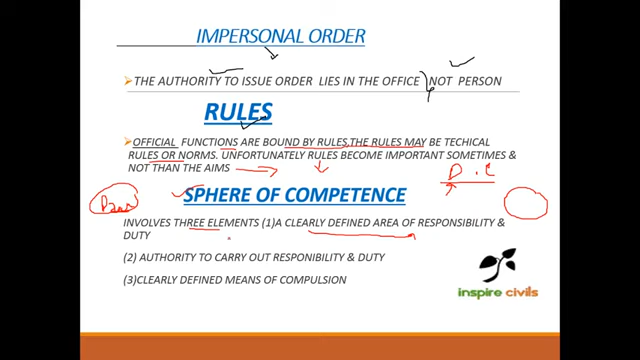 IMPERSONAL ORDER
THE AUTHORITY TO ISSUE ORDER LIES IN THE OFFICE NOT PERSON
RULES
OFFICIAL FUNCTIONS ARE BOUND BY RULES,THE RULES MAY BE TECHICAL
RULES OR NORMS. UNFORTUNATELY RULES BECOME IMPORTANT SOMETIMES &
NOT THAN THE AIMS
D.C
SPHERE OF COMPETENCE
INVOLVES THREE ELEMENTS (1)A CLEARLY DEFINED AREA OF RESPONSIBILITY &
DUTY
(2) AUTHORITY TO CARRY OUT RESPONIBILITY & DUTY
(3)CLEARLY DEFINED MEANS OF COMPULSION
inspire civils